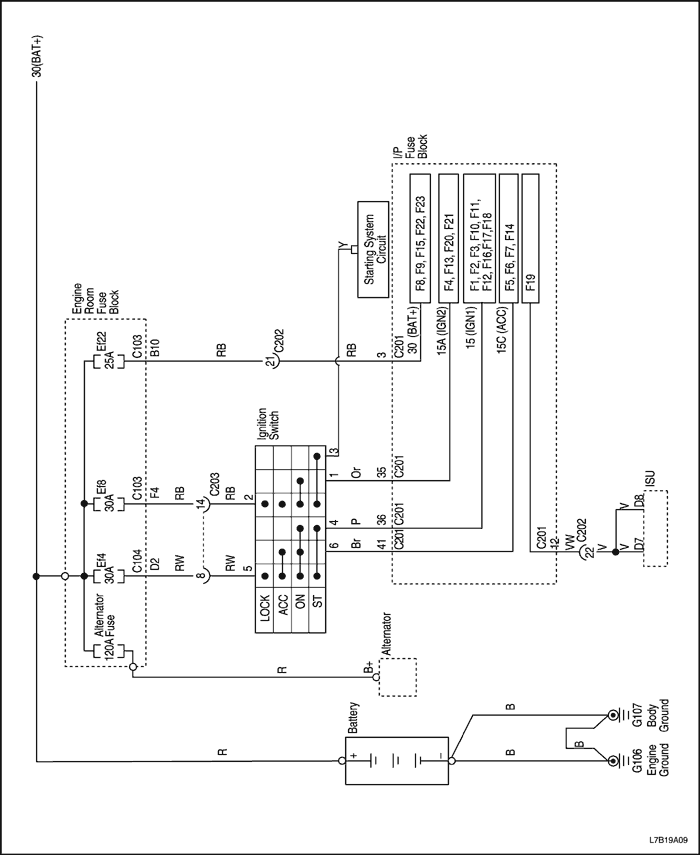 30(BAT+)
Engine
Room
Fuse
Block
Ef22
25A
Ef8
30A
Ef4
30A
Alternator
Fuse
120A
C103
B10
C103
F4
C104
D2
RB
21
C202
RB
3
C201
RB
14
C203
RB
2
RW
8
RW
5
Ignition
Switch
LOCK
ACC
ON
ST
3
1
4
6
Y
Starting System
Circuit
Or
35
C201
P
36
C201
Br
41
C201
I/P
Fuse
Block
30 (BAT+)
F8, F9, F15, F22, F23
15A (IGN2)
F4, F13, F20, F21
15 (IGN1)
F1, F2, F3, F10, F11,
F12, F16,F17,F18
15C (ACC)
F5, F6, F7, F14
F19
C201
12
VW
22
C202
V
V
V
D7
D8
ISU
R
B+
Alternator
R
Battery
+
–
B
B
B
G107
Body
Ground
G106
Engine
Ground
L7B19A09